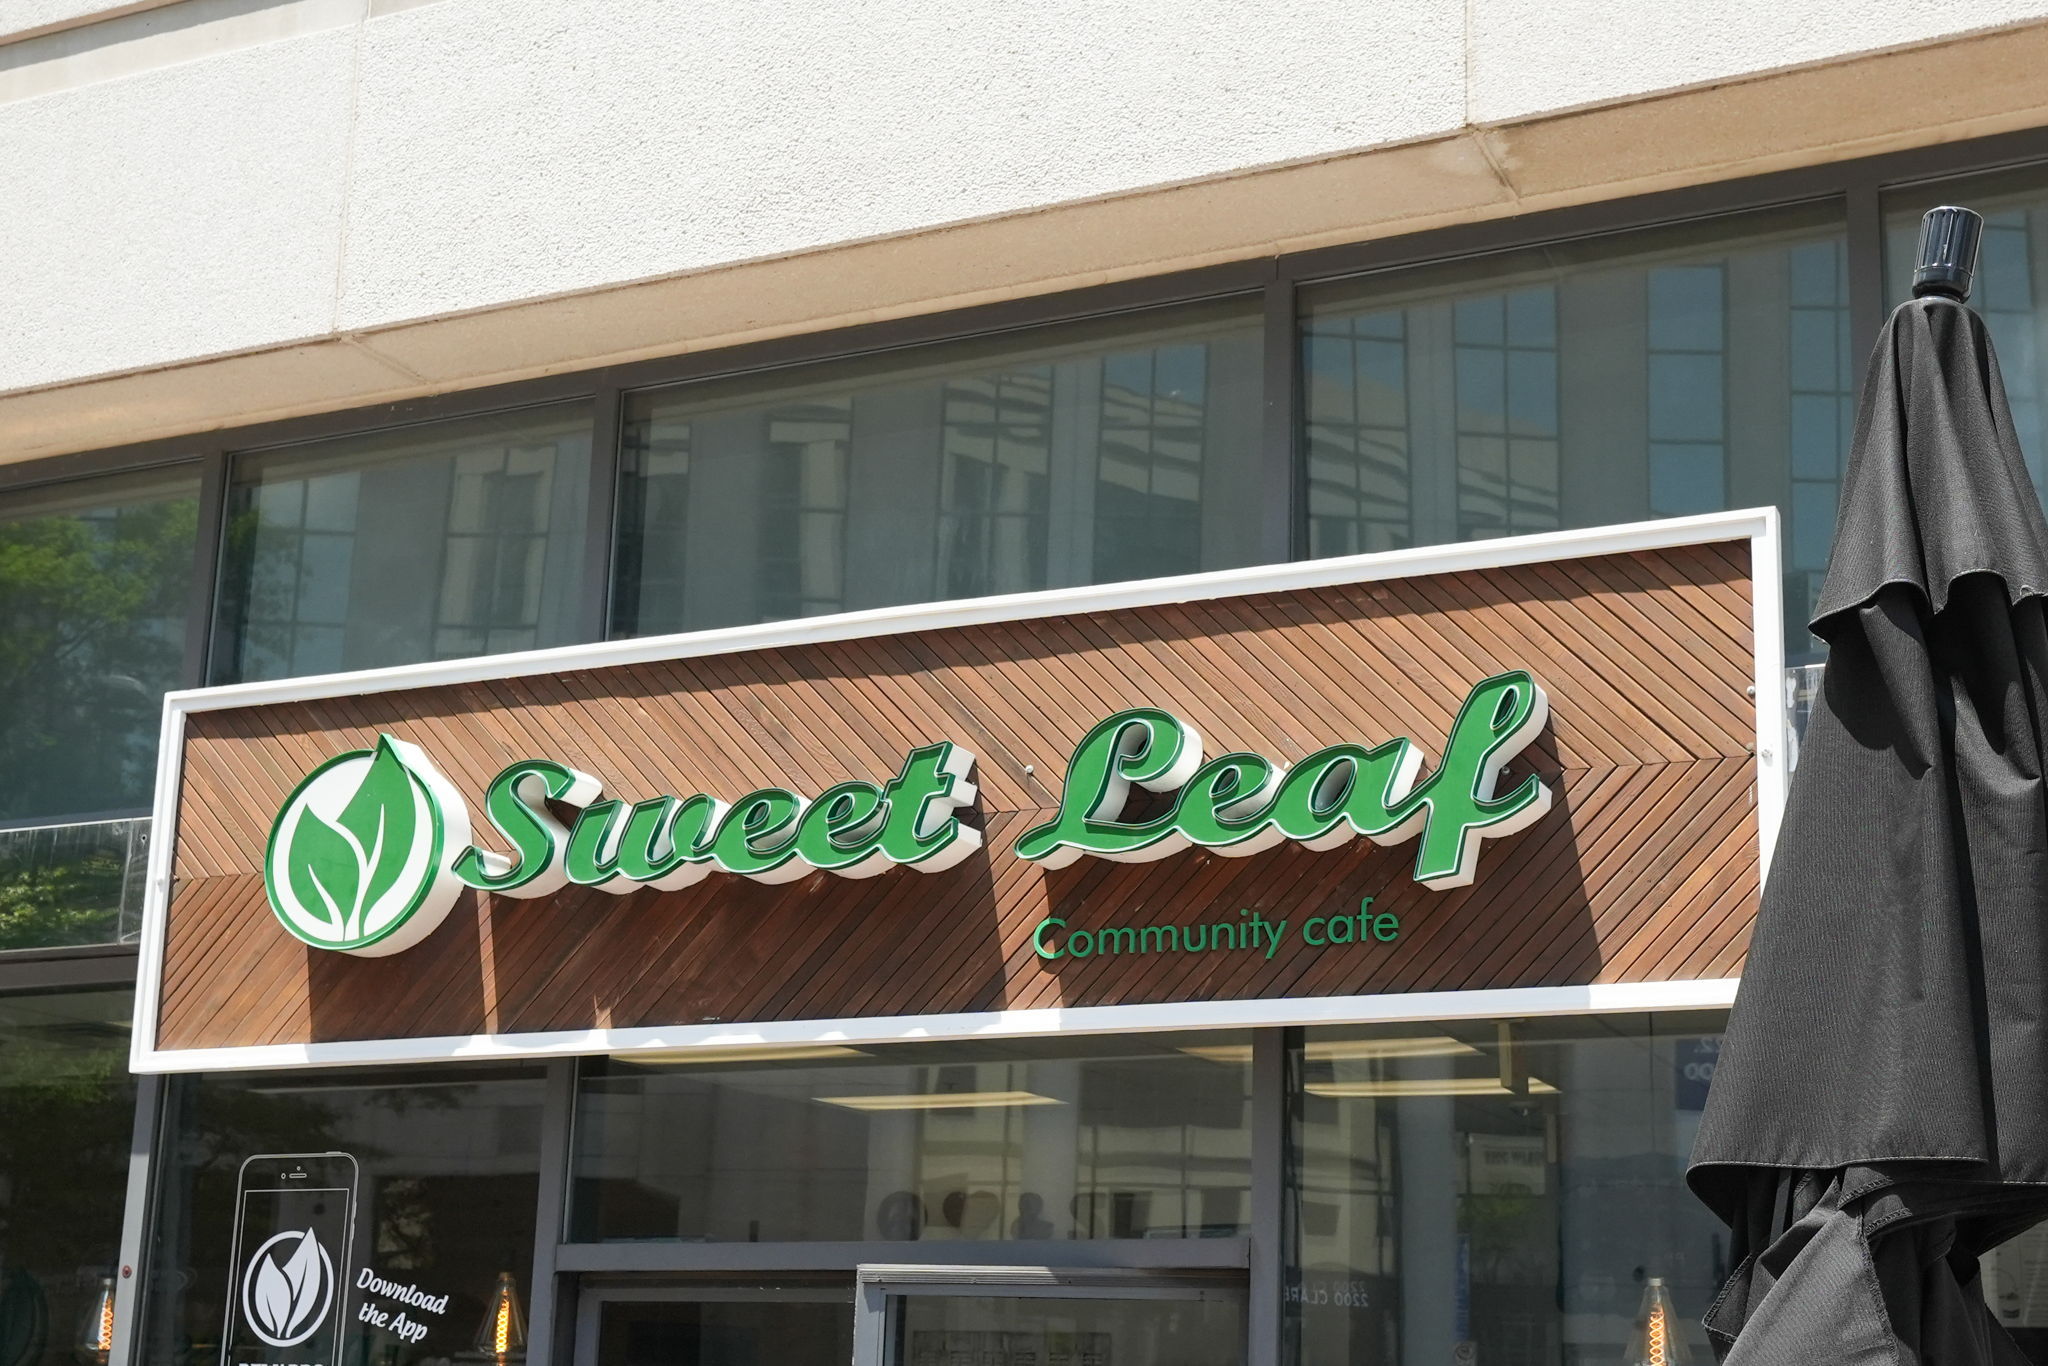 Sweet Leaf
Community cafe
Download
the App